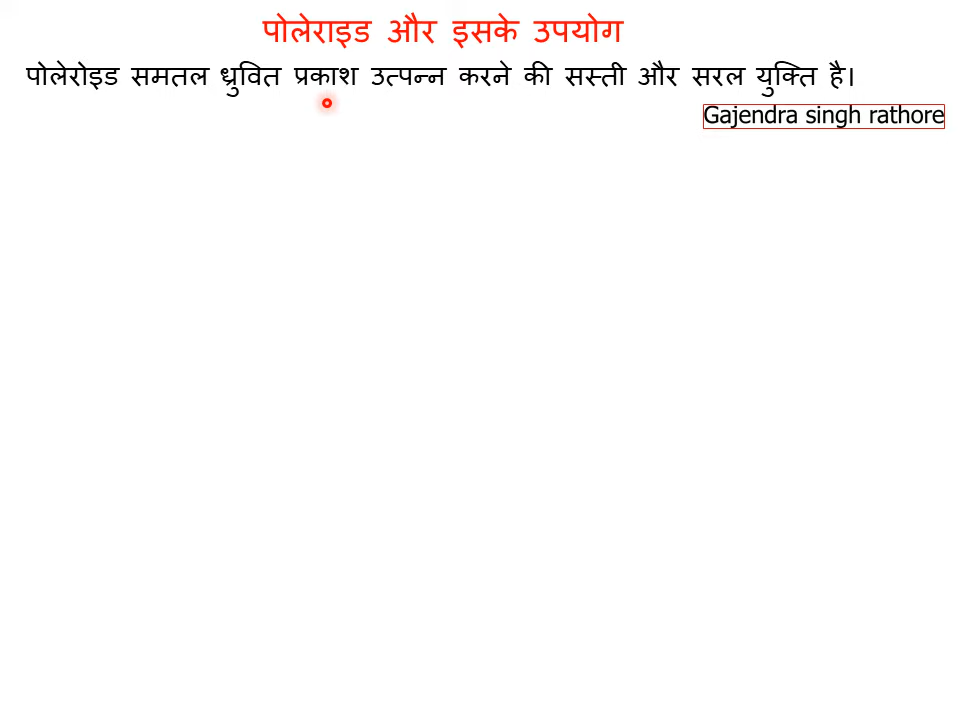 पोलेराइड और इसके उपयोग
पोलेरोइड समतल ध्रुवित प्रकाश उत्पन्न करने की सस्ती और सरल युक्ति है।
Gajendra singh rathore